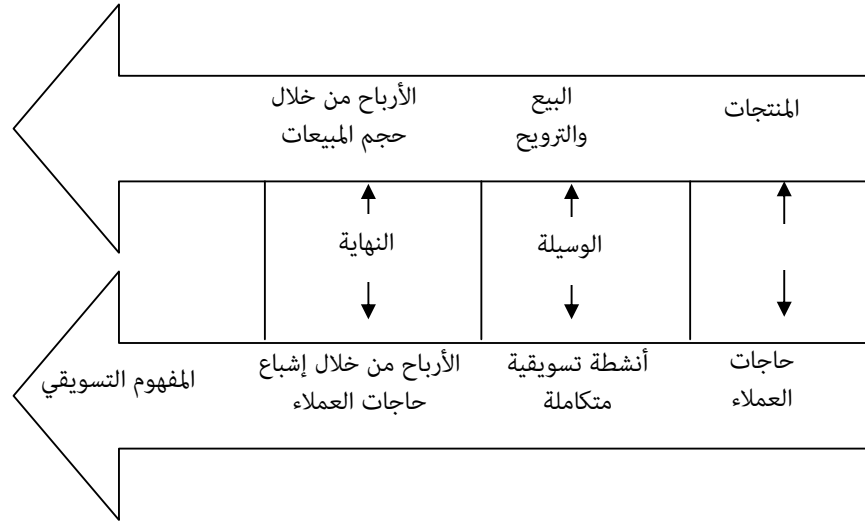 المنتجات
البيع
والترويح
الأرباح من خلال
حجم المبيعات
الوسيلة
النهاية
حاجات
العملاء
أنشطة تسويقية
متكاملة
الأرباح من خلال إشباع
حاجات العملاء
المفهوم التسويقي